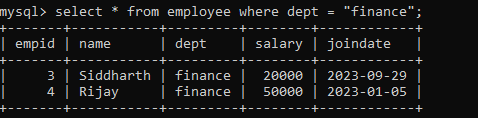 mysql> select * from employee where dept = "finance";
+-------+-----------+---------+--------+------------+
| empid | name      | dept    | salary | joindate   |
+-------+-----------+---------+--------+------------+
|     3 | Siddharth | finance |  20000 | 2023-09-29 |
|     4 | Rijay     | finance |  50000 | 2023-01-05 |
+-------+-----------+---------+--------+------------+